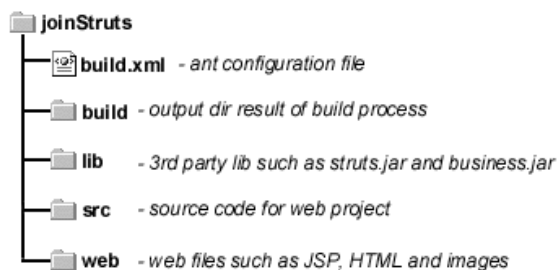 joinStruts
build.xml - ant configuration file
build - output dir result of build process
lib - 3rd party lib such as struts.jar and business.jar
src - source code for web project
web - web files such as JSP, HTML and images